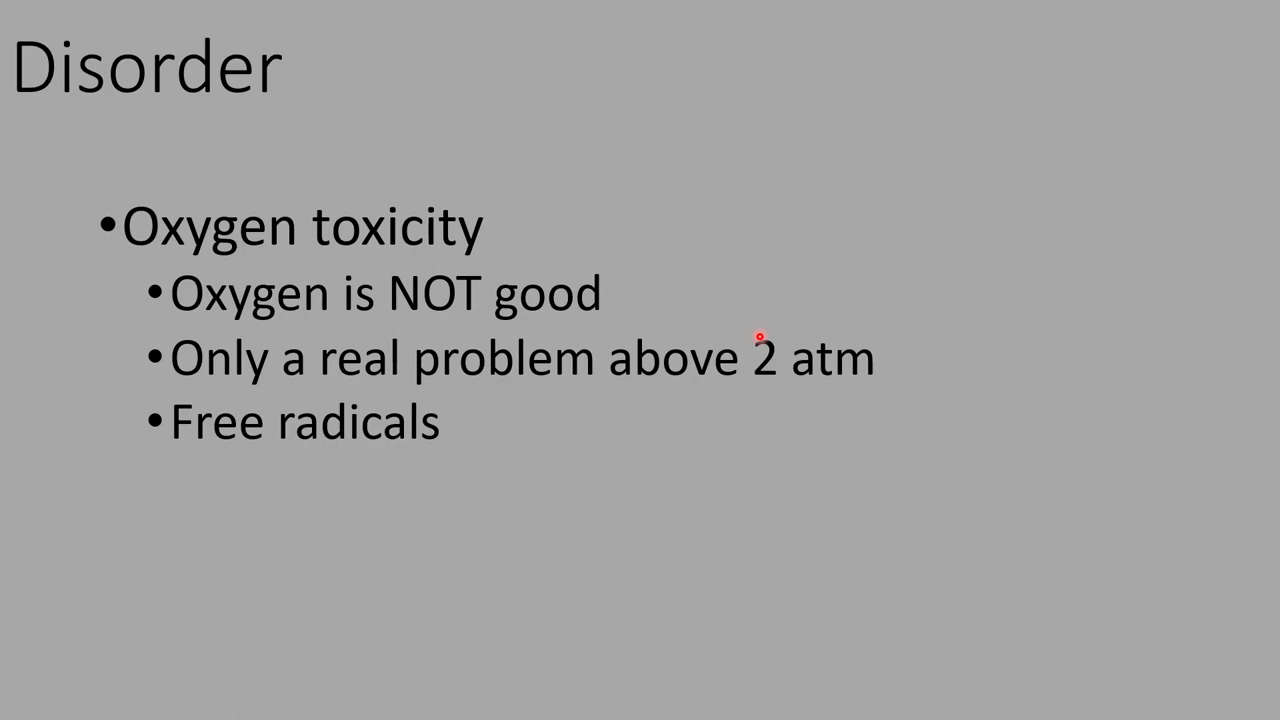 Disorder
•Oxygen toxicity
•Oxygen is NOT good
•Only a real problem above 2 atm
•Free radicals